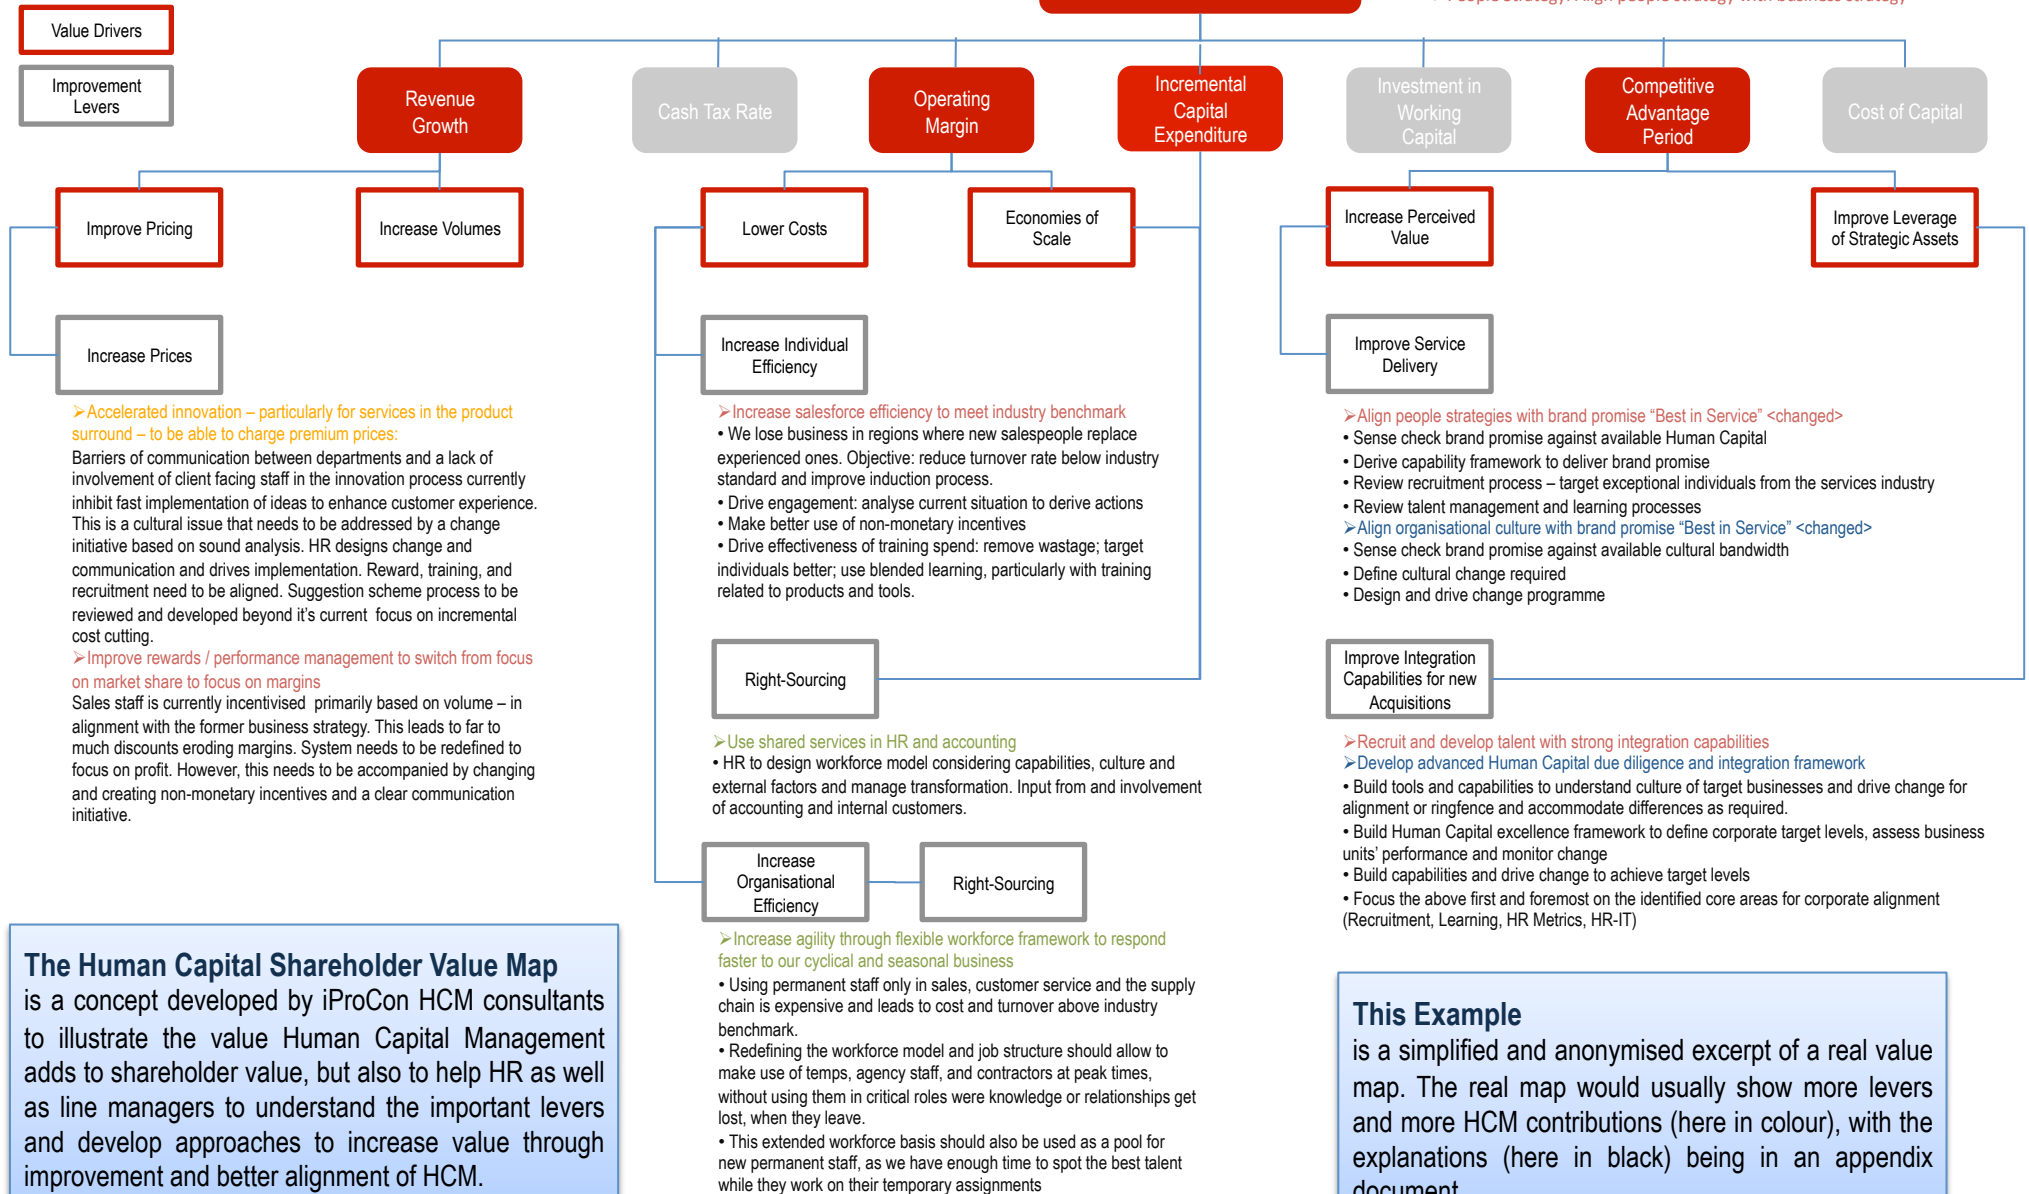 People Strategy: Align people strategy with business strategy
Value Drivers
Improvement
Levers
Revenue
Growth
Cash Tax Rate
Operating
Margin
Incremental
Capital
Expenditure
Investment in
Working
Capital
Competitive
Advantage
Period
Cost of Capital
Improve Pricing
Increase Volumes
Lower Costs
Economies of
Scale
Increase Perceived
Value
Improve Leverage
of Strategic Assets
Increase Prices
➢Accelerated innovation – particularly for services in the product
surround – to be able to charge premium prices:
Barriers of communication between departments and a lack of
involvement of client facing staff in the innovation process currently
inhibit fast implementation of ideas to enhance customer experience.
This is a cultural issue that needs to be addressed by a change
initiative based on sound analysis. HR designs change and
communication and drives implementation. Reward, training, and
recruitment need to be aligned. Suggestion scheme process to be
reviewed and developed beyond it's current focus on incremental
cost cutting.
➢Improve rewards / performance management to switch from focus
on market share to focus on margins
Sales staff is currently incentivised primarily based on volume – in
alignment with the former business strategy. This leads to far to
much discounts eroding margins. System needs to be redefined to
focus on profit. However, this needs to be accompanied by changing
and creating non-monetary incentives and a clear communication
initiative.
Increase Individual
Efficiency
➢Increase salesforce efficiency to meet industry benchmark
• We lose business in regions where new salespeople replace
experienced ones. Objective: reduce turnover rate below industry
standard and improve induction process.
• Drive engagement: analyse current situation to derive actions
• Make better use of non-monetary incentives
• Drive effectiveness of training spend: remove wastage; target
individuals better; use blended learning, particularly with training
related to products and tools.
Right-Sourcing
➢Use shared services in HR and accounting
• HR to design workforce model considering capabilities, culture and
external factors and manage transformation. Input from and involvement
of accounting and internal customers.
Increase
Organisational
Efficiency
Right-Sourcing
➢Increase agility through flexible workforce framework to respond
faster to our cyclical and seasonal business
• Using permanent staff only in sales, customer service and the supply
chain is expensive and leads to cost and turnover above industry
benchmark.
• Redefining the workforce model and job structure should allow to
make use of temps, agency staff, and contractors at peak times,
without using them in critical roles were knowledge or relationships get
lost, when they leave.
• This extended workforce basis should also be used as a pool for
new permanent staff, as we have enough time to spot the best talent
while they work on their temporary assignments
Improve Service
Delivery
➢Align people strategies with brand promise “Best in Service” <changed>
• Sense check brand promise against available Human Capital
• Derive capability framework to deliver brand promise
• Review recruitment process – target exceptional individuals from the services industry
• Review talent management and learning processes
➢Align organisational culture with brand promise “Best in Service” <changed>
• Sense check brand promise against available cultural bandwidth
• Define cultural change required
• Design and drive change programme
Improve Integration
Capabilities for new
Acquisitions
➢Recruit and develop talent with strong integration capabilities
➢Develop advanced Human Capital due diligence and integration framework
• Build tools and capabilities to understand culture of target businesses and drive change for
alignment or ringfence and accommodate differences as required.
• Build Human Capital excellence framework to define corporate target levels, assess business
units’ performance and monitor change
• Build capabilities and drive change to achieve target levels
• Focus the above first and foremost on the identified core areas for corporate alignment
(Recruitment, Learning, HR Metrics, HR-IT)
The Human Capital Shareholder Value Map
is a concept developed by iProCon HCM consultants
to illustrate the value Human Capital Management
adds to shareholder value, but also to help HR as well
as line managers to understand the important levers
and develop approaches to increase value through
improvement and better alignment of HCM.
This Example
is a simplified and anonymised excerpt of a real value
map. The real map would usually show more levers
and more HCM contributions (here in colour), with the
explanations (here in black) being in an appendix
document